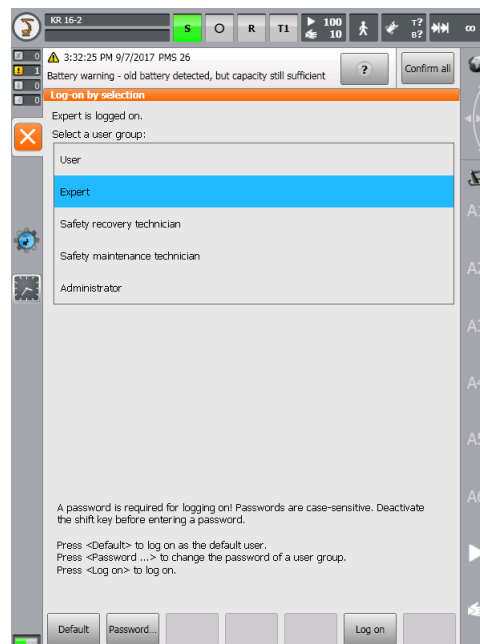 KR 16-2
S O R T1 100 10 T? B? ∞
0
1
0
0
3:32:25 PM 9/7/2017 PMS 26
Battery warning - old battery detected, but capacity still sufficient
?
Confirm all
Log-on by selection
Expert is logged on.
Select a user group:
User
Expert
Safety recovery technician
Safety maintenance technician
Administrator
A1
A2
A3
A4
A5
A6
A password is required for logging on! Passwords are case-sensitive. Deactivate
the shift key before entering a password.
Press <Default> to log on as the default user.
Press <Password ...> to change the password of a user group.
Press <Log on> to log on.
Default Password... Log on